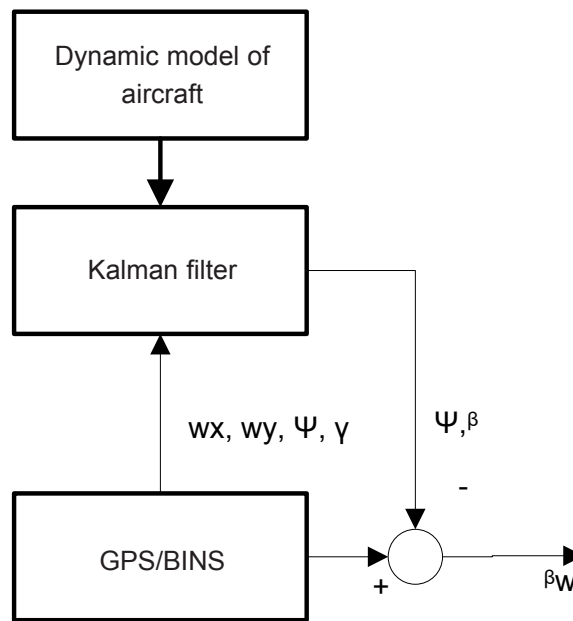 Dynamic model of
aircraft
Kalman filter
wx, wy, Ψ, γ
Ψ,β
-
GPS/BINS
+
βw